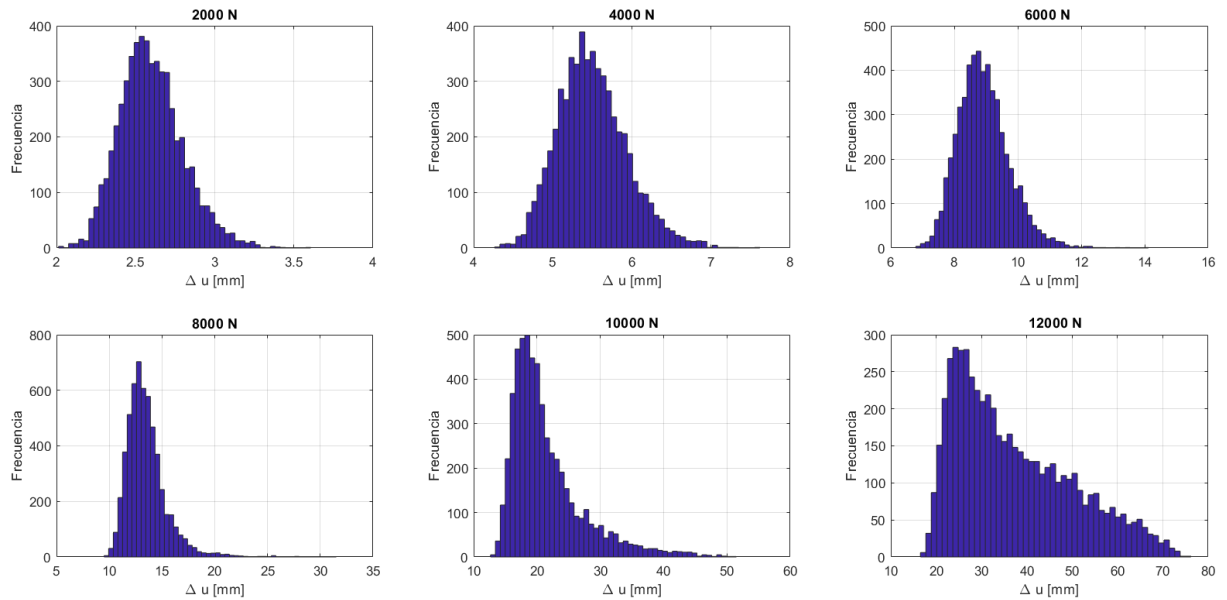 2000 N
400
300
200
100
0
Frecuencia
2 2.5 3 3.5 4
Δ u [mm]
4000 N
400
300
200
100
0
Frecuencia
4 5 6 7 8
Δ u [mm]
6000 N
500
400
300
200
100
0
Frecuencia
6 8 10 12 14 16
Δ u [mm]
8000 N
800
600
400
200
0
Frecuencia
5 10 15 20 25 30 35
Δ u [mm]
10000 N
500
400
300
200
100
0
Frecuencia
10 20 30 40 50 60
Δ u [mm]
12000 N
300
250
200
150
100
50
0
Frecuencia
10 20 30 40 50 60 70 80
Δ u [mm]